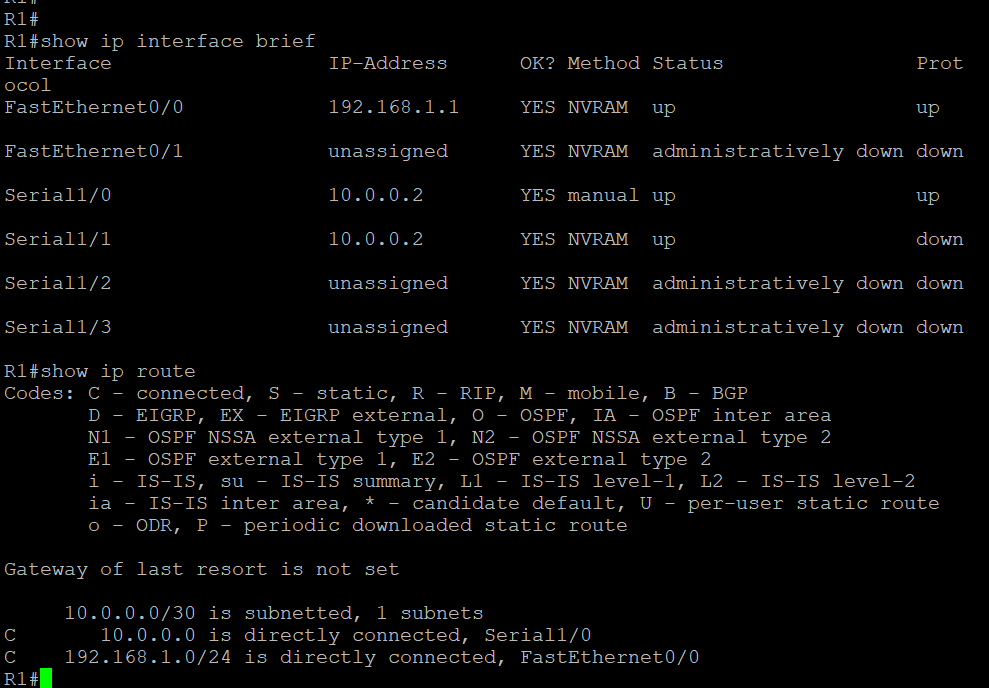 R1#
R1#
R1#show ip interface brief
Interface                  IP-Address      OK? Method Status                Prot
ocol
FastEthernet0/0            192.168.1.1     YES NVRAM  up                    up

FastEthernet0/1            unassigned      YES NVRAM  administratively down down

Serial1/0                  10.0.0.2        YES manual up                    up

Serial1/1                  10.0.0.2        YES NVRAM  up                    down

Serial1/2                  unassigned      YES NVRAM  administratively down down

Serial1/3                  unassigned      YES NVRAM  administratively down down

R1#show ip route
Codes: C - connected, S - static, R - RIP, M - mobile, B - BGP
       D - EIGRP, EX - EIGRP external, O - OSPF, IA - OSPF inter area
       N1 - OSPF NSSA external type 1, N2 - OSPF NSSA external type 2
       E1 - OSPF external type 1, E2 - OSPF external type 2
       i - IS-IS, su - IS-IS summary, L1 - IS-IS level-1, L2 - IS-IS level-2
       ia - IS-IS inter area, * - candidate default, U - per-user static route
       o - ODR, P - periodic downloaded static route

Gateway of last resort is not set

     10.0.0.0/30 is subnetted, 1 subnets
C       10.0.0.0 is directly connected, Serial1/0
C    192.168.1.0/24 is directly connected, FastEthernet0/0
R1#